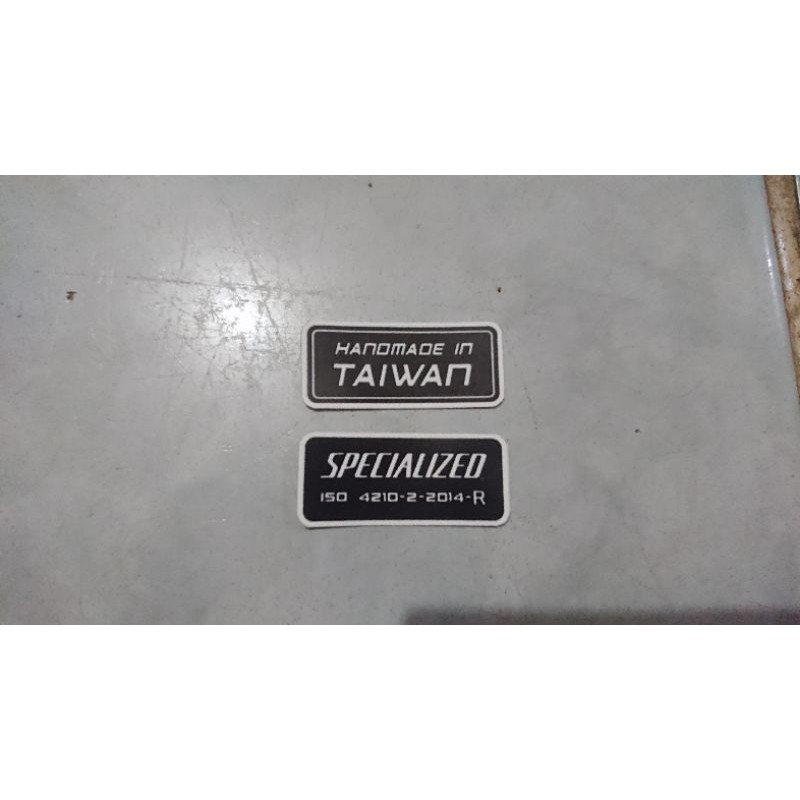 HANDMADE IN
TAIWAN
SPECIALIZED
ISO 4210-2-2014-R